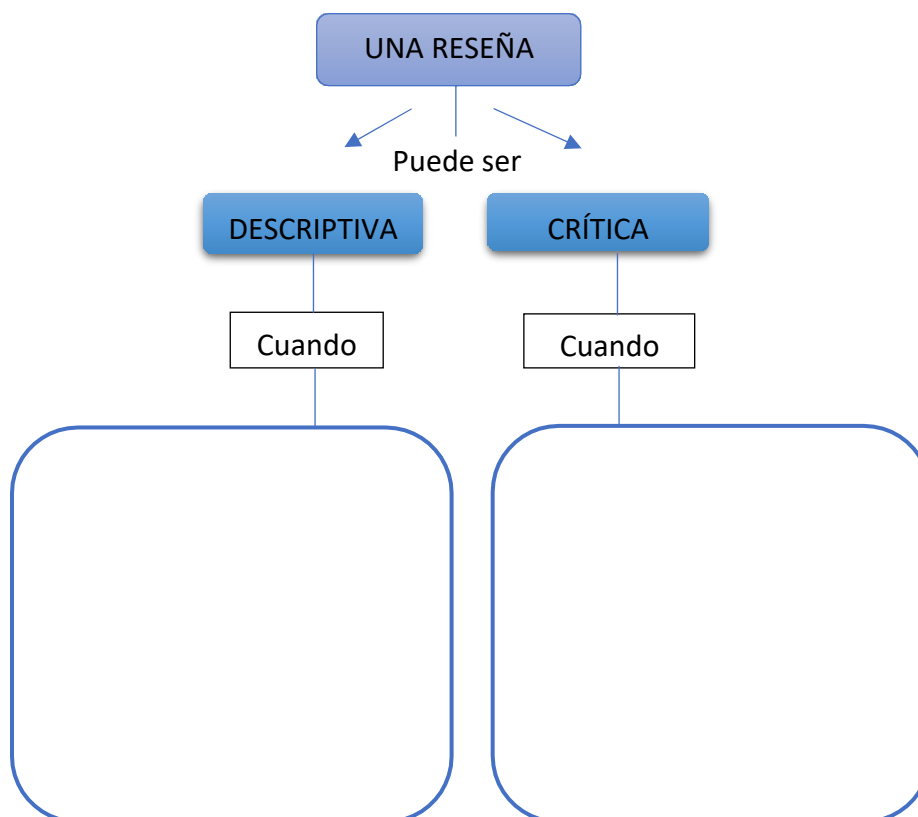 UNA RESEÑA
Puede ser
DESCRIPTIVA
CRÍTICA
Cuando
Cuando